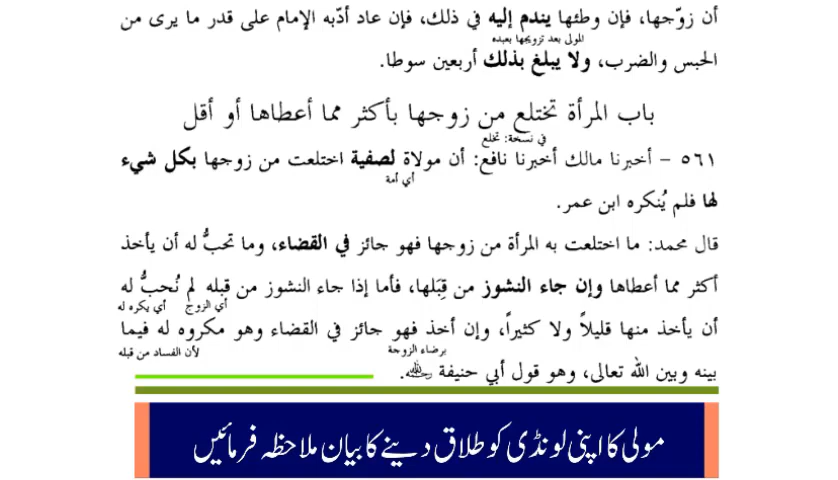 أن زوّجها، فإن وطئها يندم إليه في ذلك، فإن عاد أدّبه الإمام على قدر ما يرى من
المولى بعد تزويجها بعبده
الحبس والضرب، ولا يبلغ بذلك أربعين سوطا.
باب المرأة تختلع من زوجها بأكثر مما أعطاها أو أقل
في نسخة: تخلع
٥٦١ - أخبرنا مالك أخبرنا نافع: أن مولاة لصفية اختلعت من زوجها بكل شيء
أي أمة
لها فلم يُنكره ابن عمر.
قال محمد: ما اختلعت به المرأة من زوجها فهو جائز في القضاء، وما تحبُّ له أن يأخذ
أكثر مما أعطاها وإن جاء النشوز من قِبَلها، فأما إذا جاء النشوز من قبله لم نُحبُّ له
أي الزوج أي يكره له
أن يأخذ منها قليلاً ولا كثيراً، وإن أخذ فهو جائز في القضاء وهو مكروه له فيما
برضاء الزوجة لأن الفساد من قبله
بينه وبين الله تعالى، وهو قول أبي حنيفة رحمه الله.
مولی کا اپنی لونڈی کو طلاق دینے کا بیان ملاحظہ فرمائیں